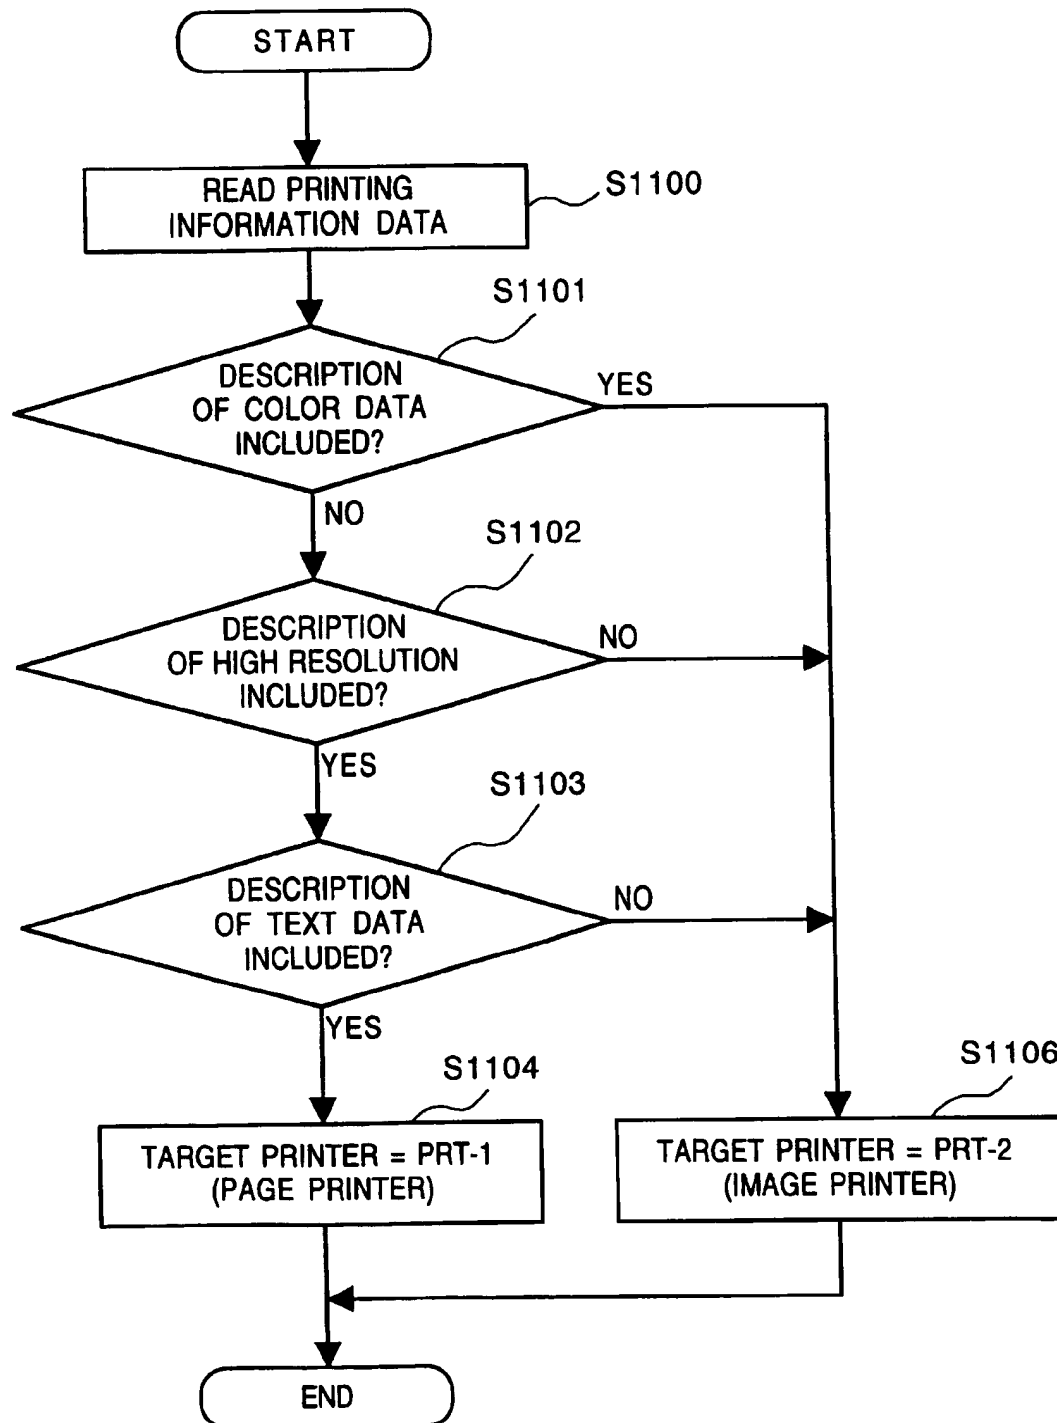 START
READ PRINTING
INFORMATION DATA
S1100
S1101
DESCRIPTION
OF COLOR DATA
INCLUDED?
YES
NO
S1102
DESCRIPTION
OF HIGH RESOLUTION
INCLUDED?
NO
YES
S1103
DESCRIPTION
OF TEXT DATA
INCLUDED?
NO
YES
S1104
TARGET PRINTER = PRT-1
(PAGE PRINTER)
S1106
TARGET PRINTER = PRT-2
(IMAGE PRINTER)
END